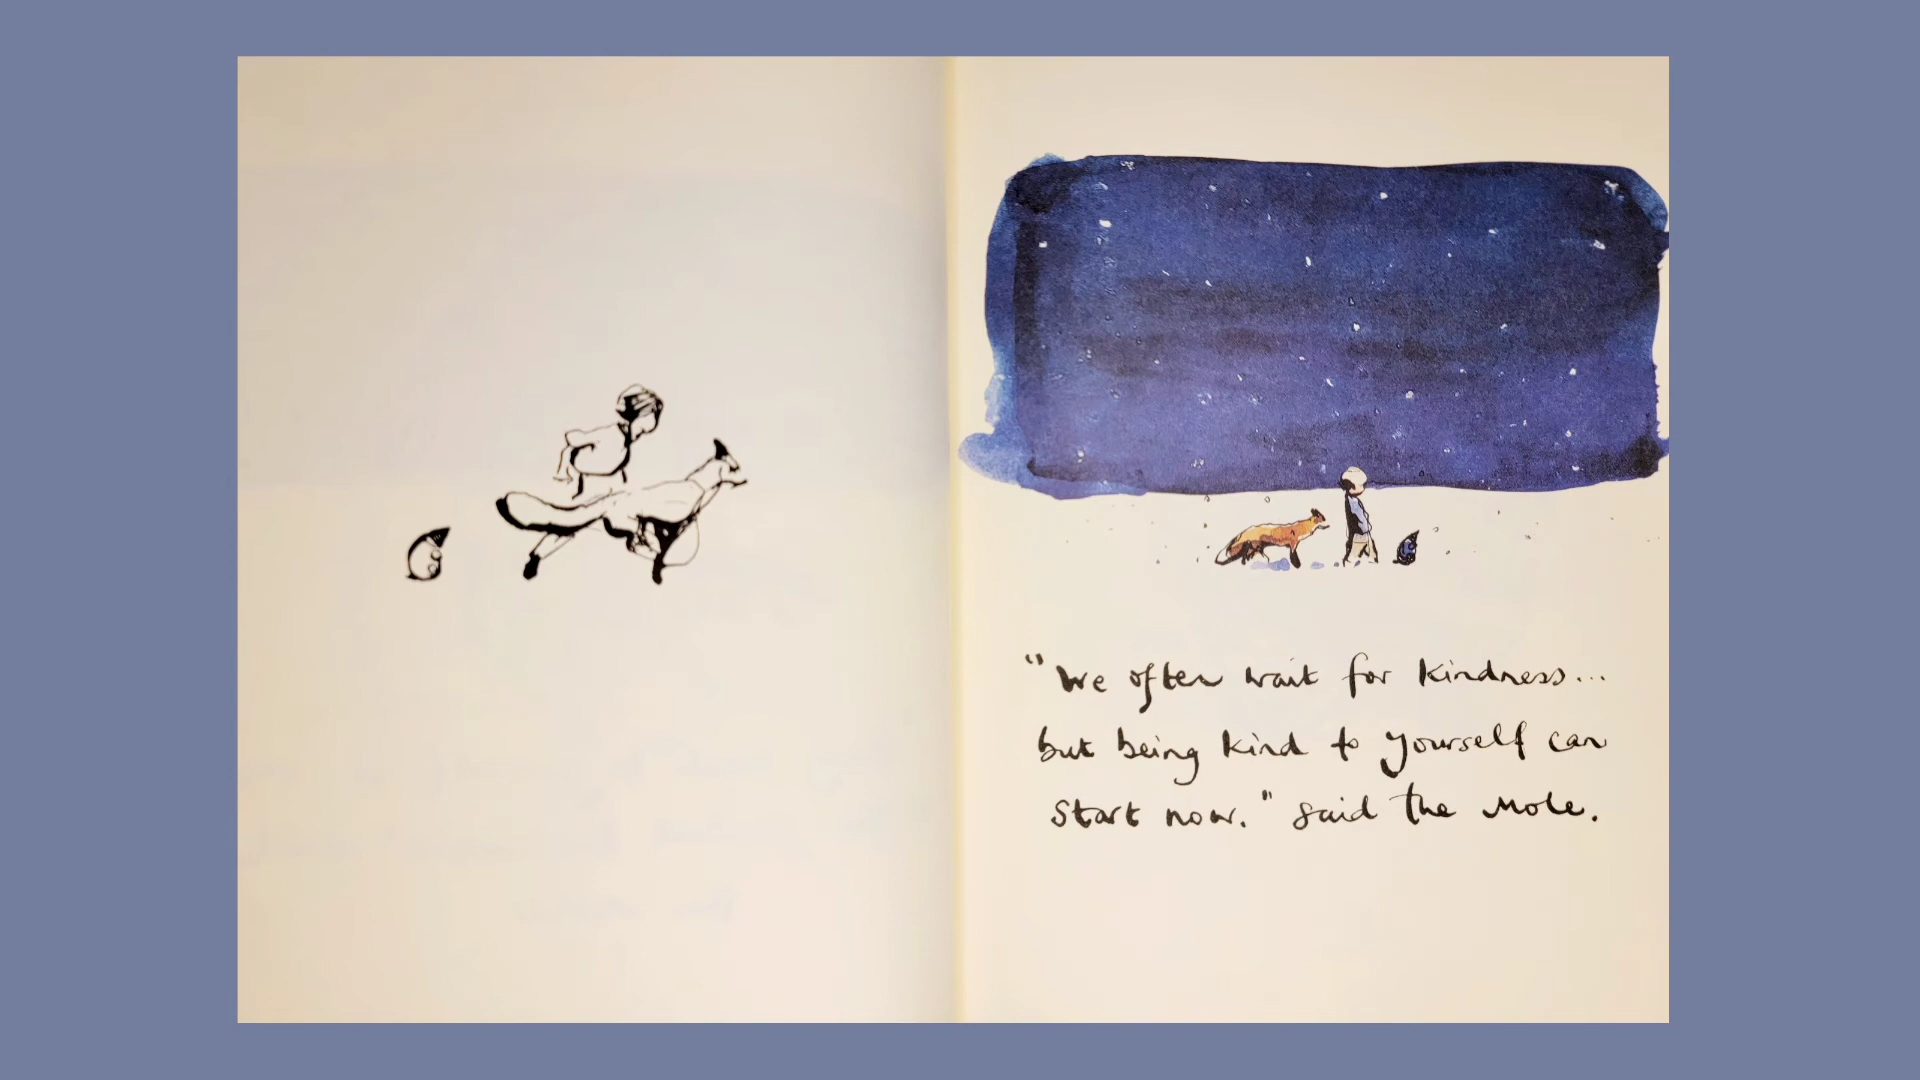 "We often wait for kindness...
but being kind to yourself can
start now." said the mole.